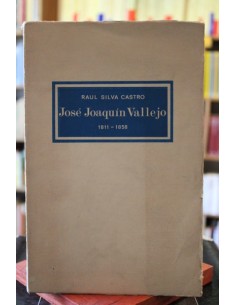 RAUL SILVA CASTRO
José Joaquín Vallejo
1811-1858